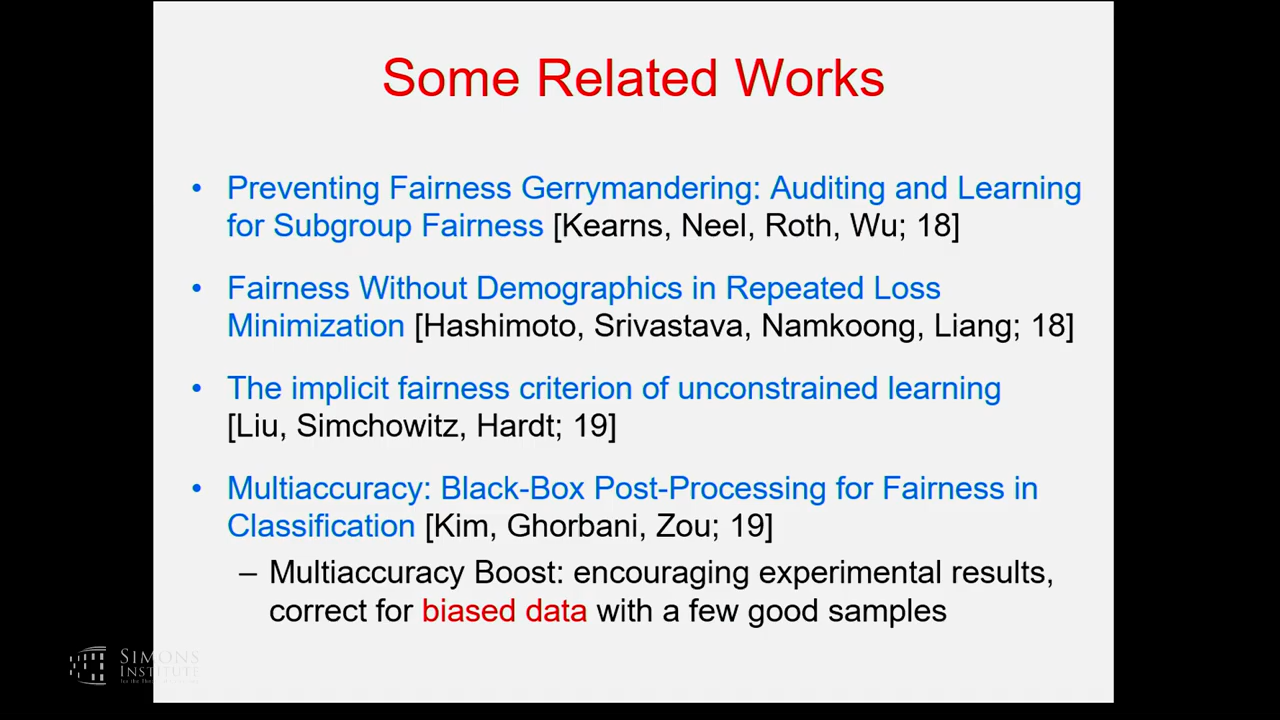 Some Related Works
• Preventing Fairness Gerrymandering: Auditing and Learning
for Subgroup Fairness [Kearns, Neel, Roth, Wu; 18]
• Fairness Without Demographics in Repeated Loss
Minimization [Hashimoto, Srivastava, Namkoong, Liang; 18]
• The implicit fairness criterion of unconstrained learning
[Liu, Simchowitz, Hardt; 19]
• Multiaccuracy: Black-Box Post-Processing for Fairness in
Classification [Kim, Ghorbani, Zou; 19]
– Multiaccuracy Boost: encouraging experimental results,
correct for biased data with a few good samples
SIMONS
INSTITUTE